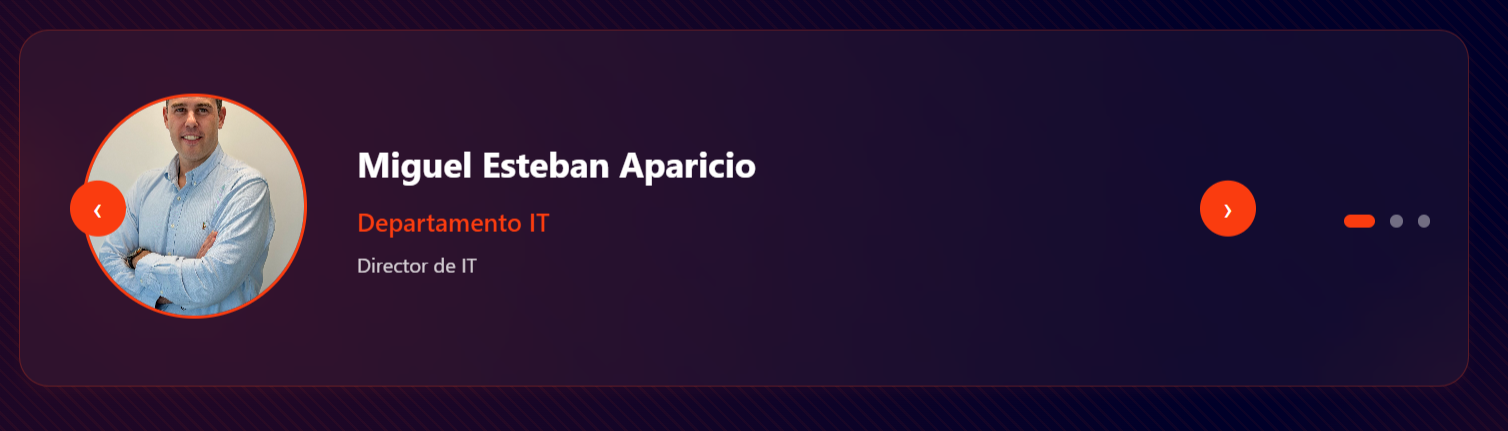 Miguel Esteban Aparicio
Departamento IT
Director de IT